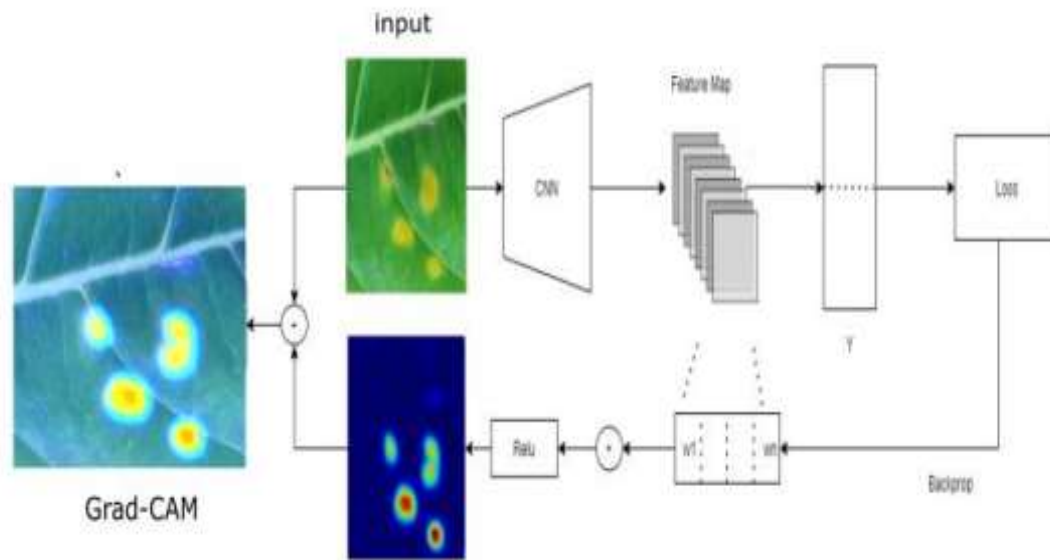 input
Feature Map
CNN
Loss
Y
w1
wn
Relu
Backprop
Grad-CAM